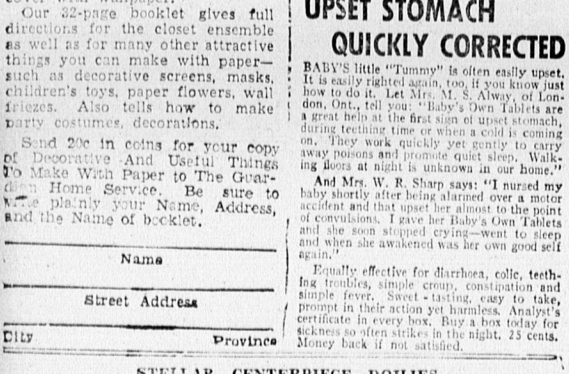 Our 32-page booklet gives full
directions for the closet ensemble
as well as for many other attractive
things you can make with paper—
such as decorative screens, masks,
children's toys, paper flowers, wall
friezes. Also tells how to make
party costumes, decorations.
Send 20c in coins for your copy
of Decorative And Useful Things
To Make With Paper to The Guar-
dian Home Service. Be sure to
write plainly your Name, Address,
and the Name of booklet.
Name
Street Address
City Province
UPSET STOMACH
QUICKLY CORRECTED
BABY'S little "Tummy" is often easily upset.
It is easily righted again, too, if you know just
how to do it. Let Mrs. H. S. Alway, of Lon-
don, Ont., tell you: "Baby's Own Tablets are
a great help at the first sign of upset stomach,
during teething time or when a cold is coming
on. They work quickly yet gently to carry
away poisons and promote quiet sleep. Walk-
ing floors at night is unknown in our home."
And Mrs. W. R. Sharp says: "I nursed my
baby shortly after being alarmed over a motor
accident and that upset her almost to the point
of convulsions. I gave her Baby's Own Tablets
and she soon stopped crying—went to sleep
and when she awakened was her own good self
again."
Equally effective for diarrhoea, colic, teeth-
ing troubles, simple croup, constipation and
simple fever. Sweet-tasting, easy to take,
prompt in their action yet harmless. Analyst's
certificate in every box. Buy a box today for
sickness so often strikes in the night. 25 cents.
Money back if not satisfied.
STELLAR CENTERPIECE DOILIES